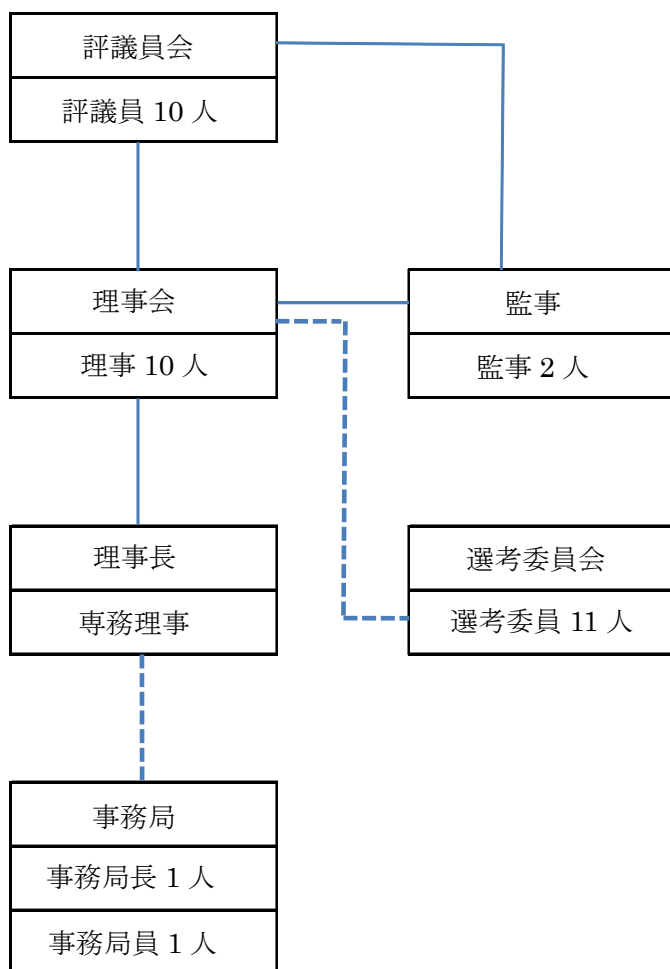 評議員会
評議員 10 人
理事会
理事 10 人
監事
監事 2 人
理事長
専務理事
選考委員会
選考委員 11 人
事務局
事務局長 1 人
事務局員 1 人